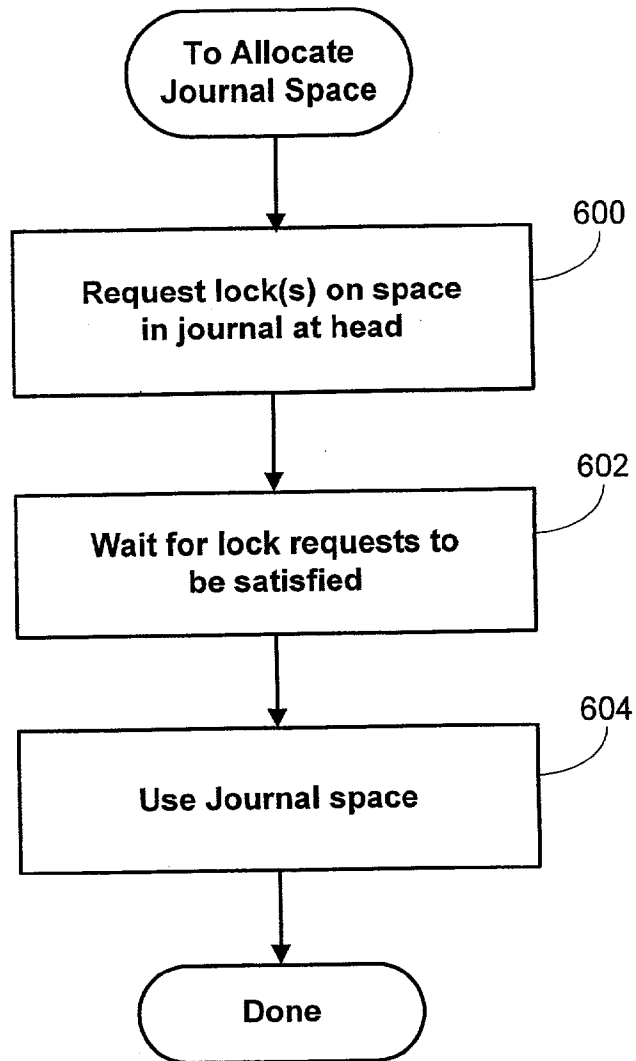 To Allocate
Journal Space
600
Request lock(s) on space
in journal at head
602
Wait for lock requests to
be satisfied
604
Use Journal space
Done